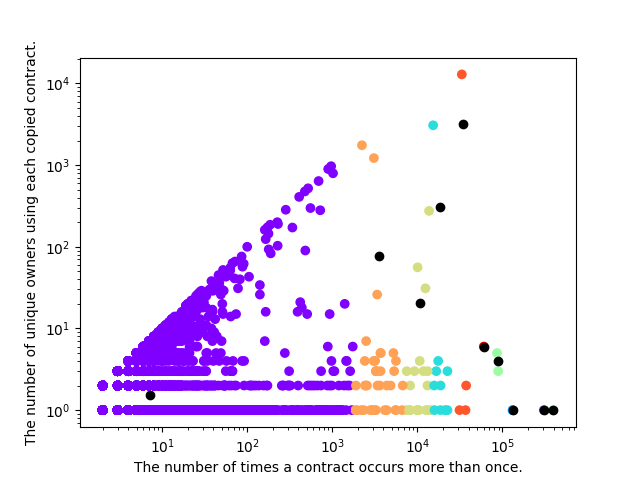 The number of unique owners using each copied contract.
10⁴
10³
10²
10¹
10⁰
10¹ 10² 10³ 10⁴ 10⁵
The number of times a contract occurs more than once.